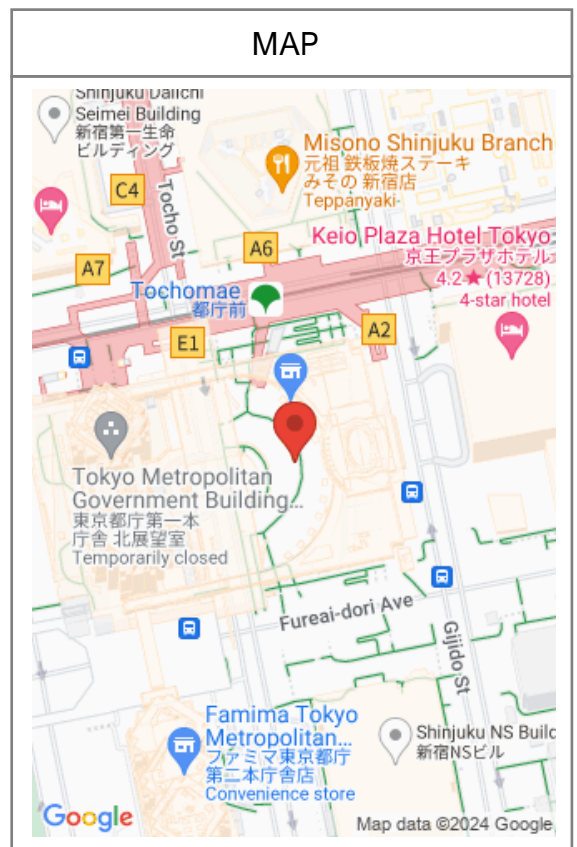 MAP
Shinjuku Daiichi
Seimei Building
新宿第一生命
ビルディング
C4
Tocho St
Misono Shinjuku Branch
元祖 鉄板焼ステーキ
みその 新宿店
Teppanyaki
A6
A7
Keio Plaza Hotel Tokyo
京王プラザホテル
4.2★(13728)
4-star hotel
Tochomae
都庁前
E1
A2
Tokyo Metropolitan
Government Building...
東京都庁第一本
庁舎 北展望室
Temporarily closed
Fureai-dori Ave
Gijido St
Famima Tokyo
Metropolitan...
ファミマ東京都庁
第二本庁舎店
Convenience store
Shinjuku NS Build
新宿NSビル
Google
Map data ©2024 Google